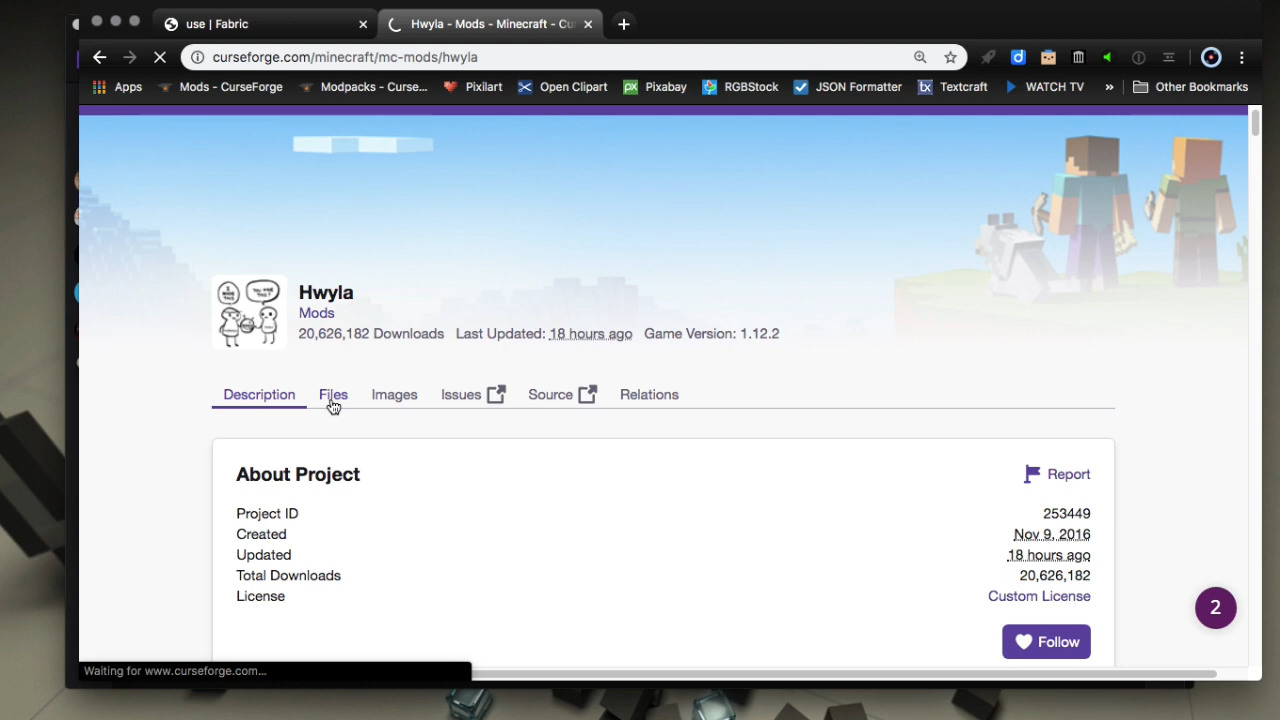 use | Fabric
Hwyla - Mods - Minecraft - Cu
curseforge.com/minecraft/mc-mods/hwyla
Apps
Mods - CurseForge
Modpacks - Curse...
Pixilart
Open Clipart
px Pixabay
RGBStock
JSON Formatter
tx Textcraft
WATCH TV
»
Other Bookmarks
Hwyla
Mods
20,626,182 Downloads Last Updated: 18 hours ago Game Version: 1.12.2
Description Files Images Issues Source Relations
About Project
Report
Project ID 253449
Created Nov 9, 2016
Updated 18 hours ago
Total Downloads 20,626,182
License Custom License
2
Follow
Waiting for www.curseforge.com...